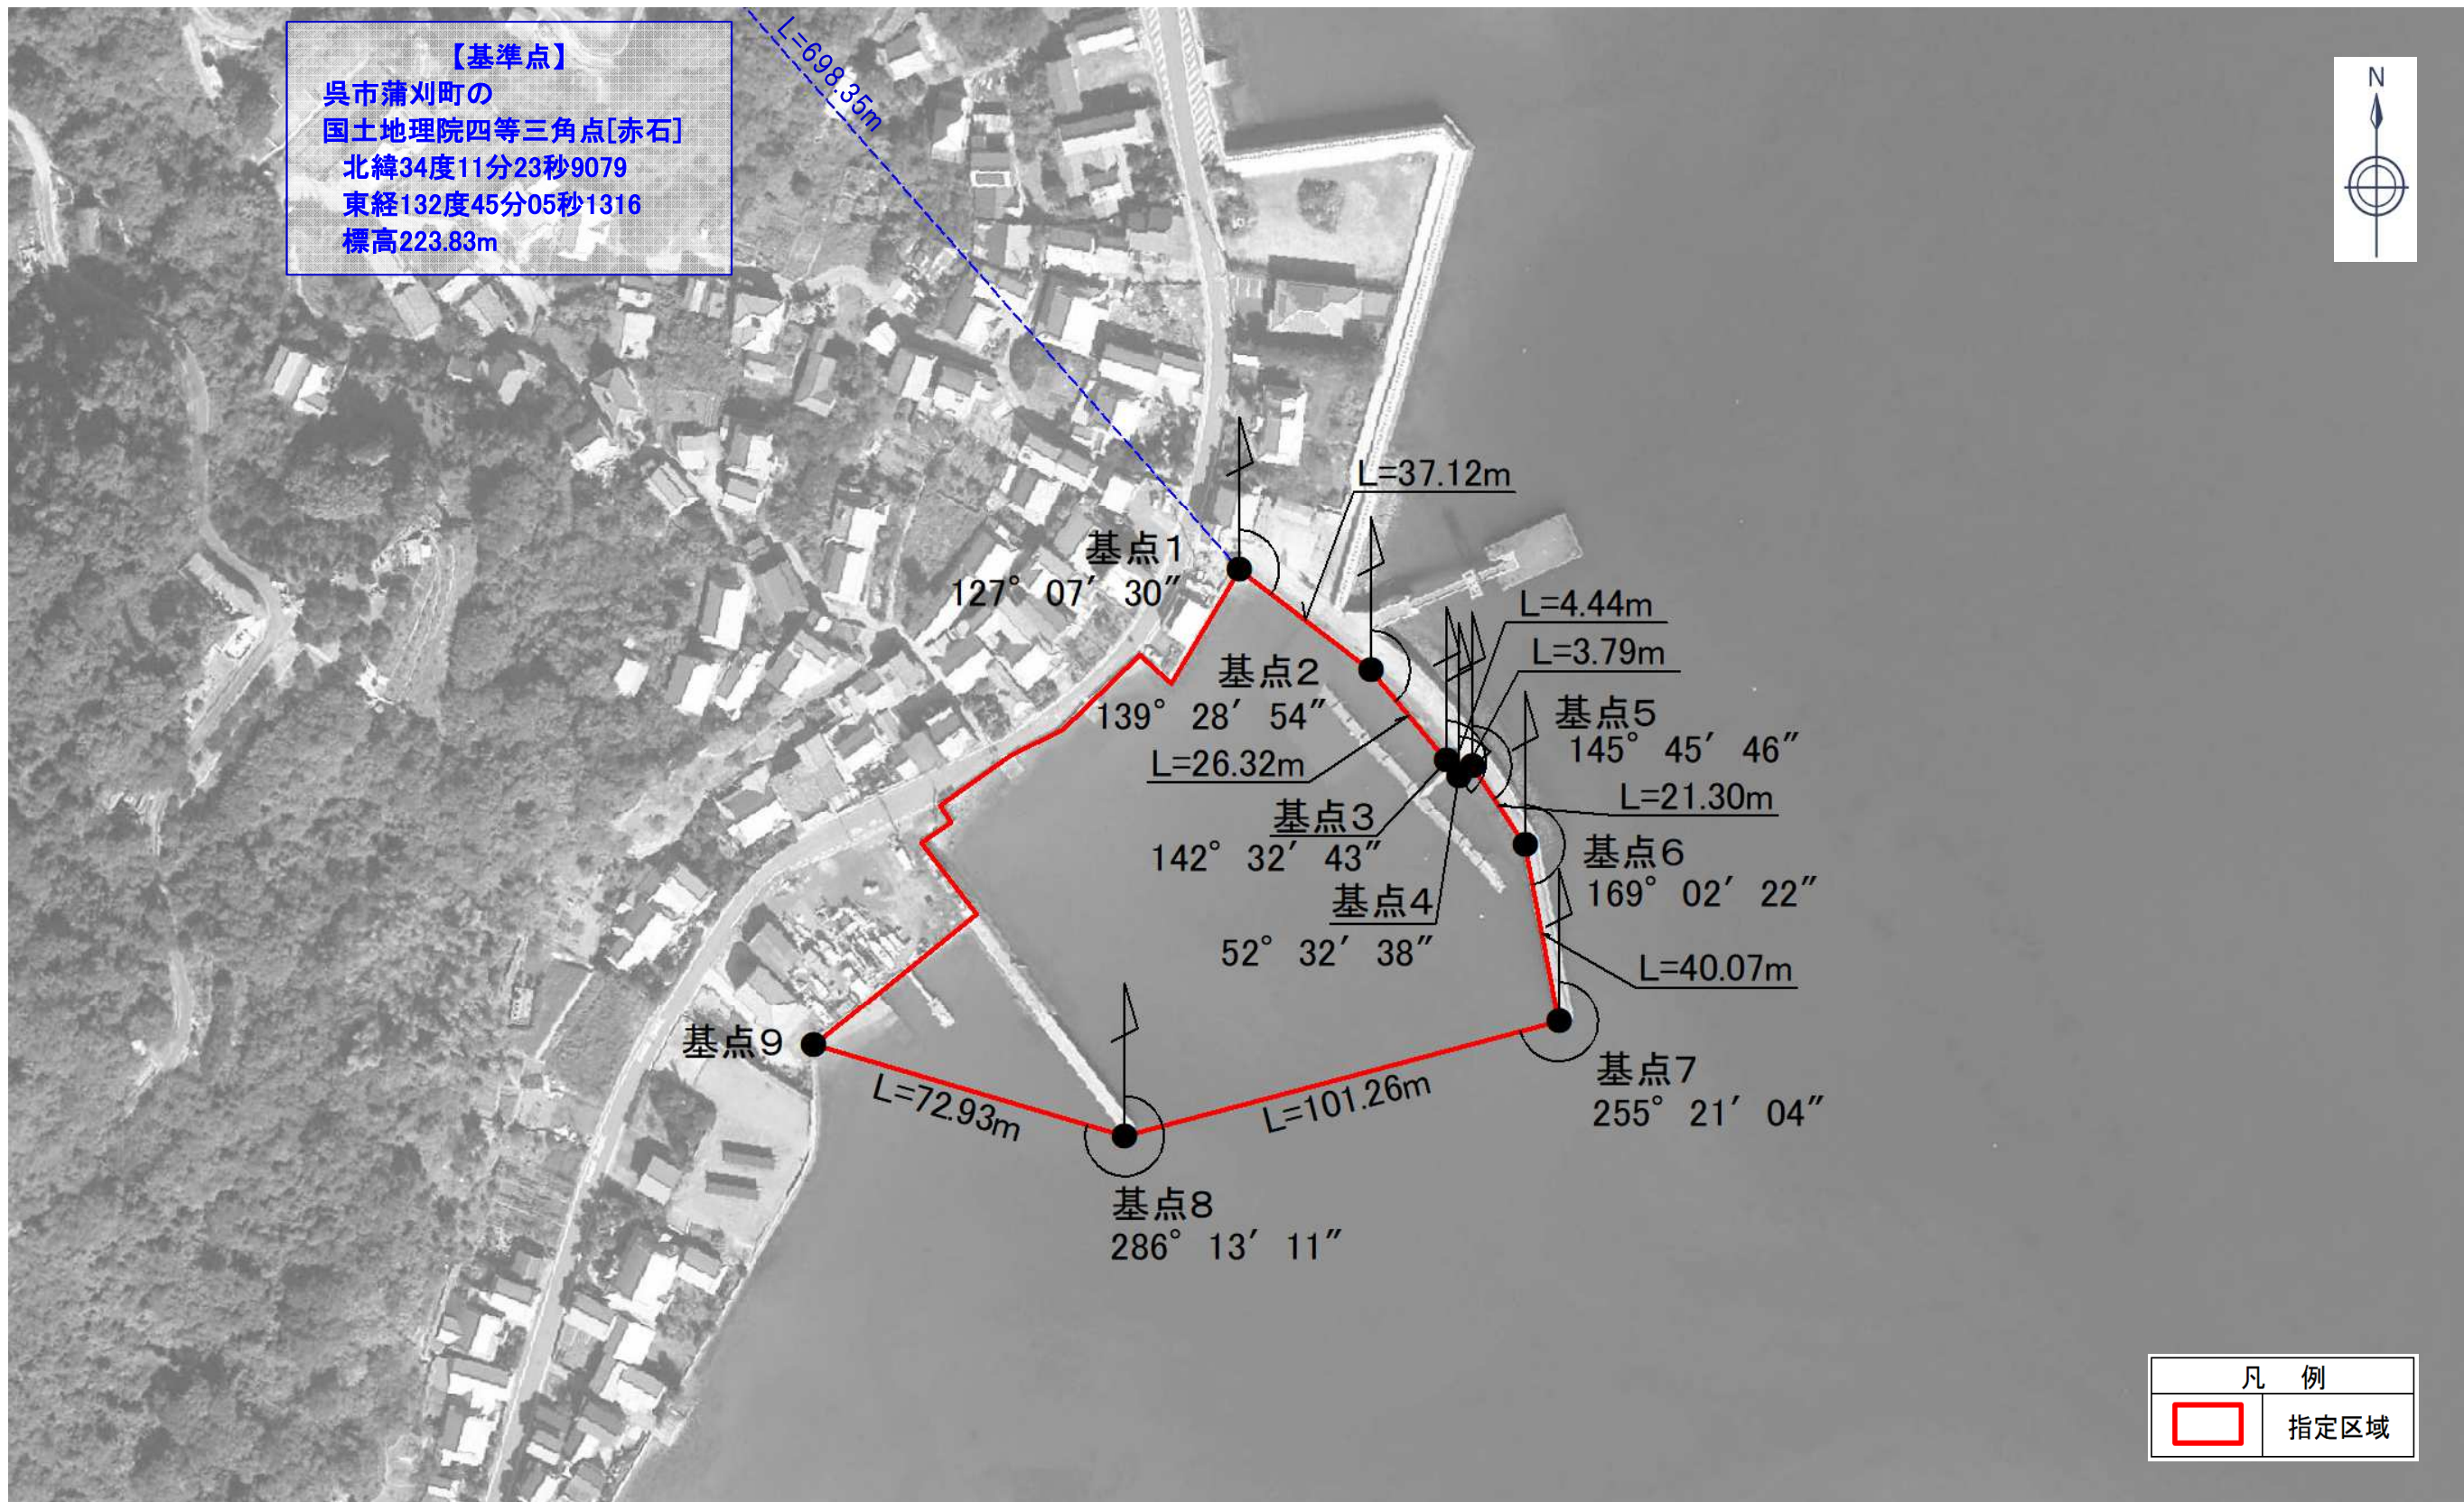 【基準点】
呉市蒲刈町の
国土地理院四等三角点[赤石]
北緯34度11分23秒9079
東経132度45分05秒1316
標高223.83m
L=698.35m
N
L=37.12m
基点1
127° 07′ 30″
L=4.44m
L=3.79m
基点2
139° 28′ 54″
L=26.32m
基点5
145° 45′ 46″
L=21.30m
基点3
142° 32′ 43″
基点6
169° 02′ 22″
基点4
52° 32′ 38″
L=40.07m
基点9
L=72.93m
L=101.26m
基点7
255° 21′ 04″
基点8
286° 13′ 11″
凡 例
指定区域